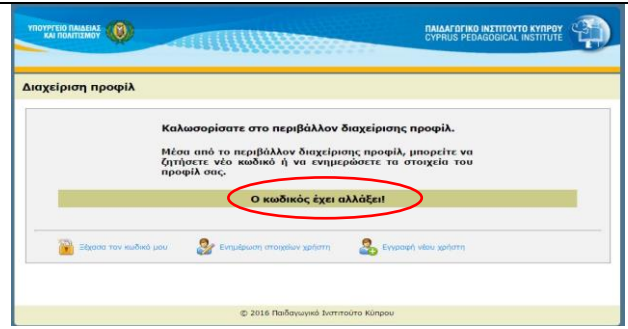 ΥΠΟΥΡΓΕΙΟ ΠΑΙΔΕΙΑΣ
ΚΑΙ ΠΟΛΙΤΙΣΜΟΥ
ΠΑΙΔΑΓΩΓΙΚΟ ΙΝΣΤΙΤΟΥΤΟ ΚΥΠΡΟΥ
CYPRUS PEDAGOGICAL INSTITUTE
Διαχείριση προφίλ
Καλωσορίσατε στο περιβάλλον διαχείρισης προφίλ.
Μέσα από το περιβάλλον διαχείρισης προφίλ, μπορείτε να
ζητήσετε νέο κωδικό ή να ενημερώσετε τα στοιχεία του
προφίλ σας.
Ο κωδικός έχει αλλάξει!
Ξέχασα τον κωδικό μου Ενημέρωση στοιχείων χρήστη Εγγραφή νέου χρήστη
© 2016 Παιδαγωγικό Ινστιτούτο Κύπρου